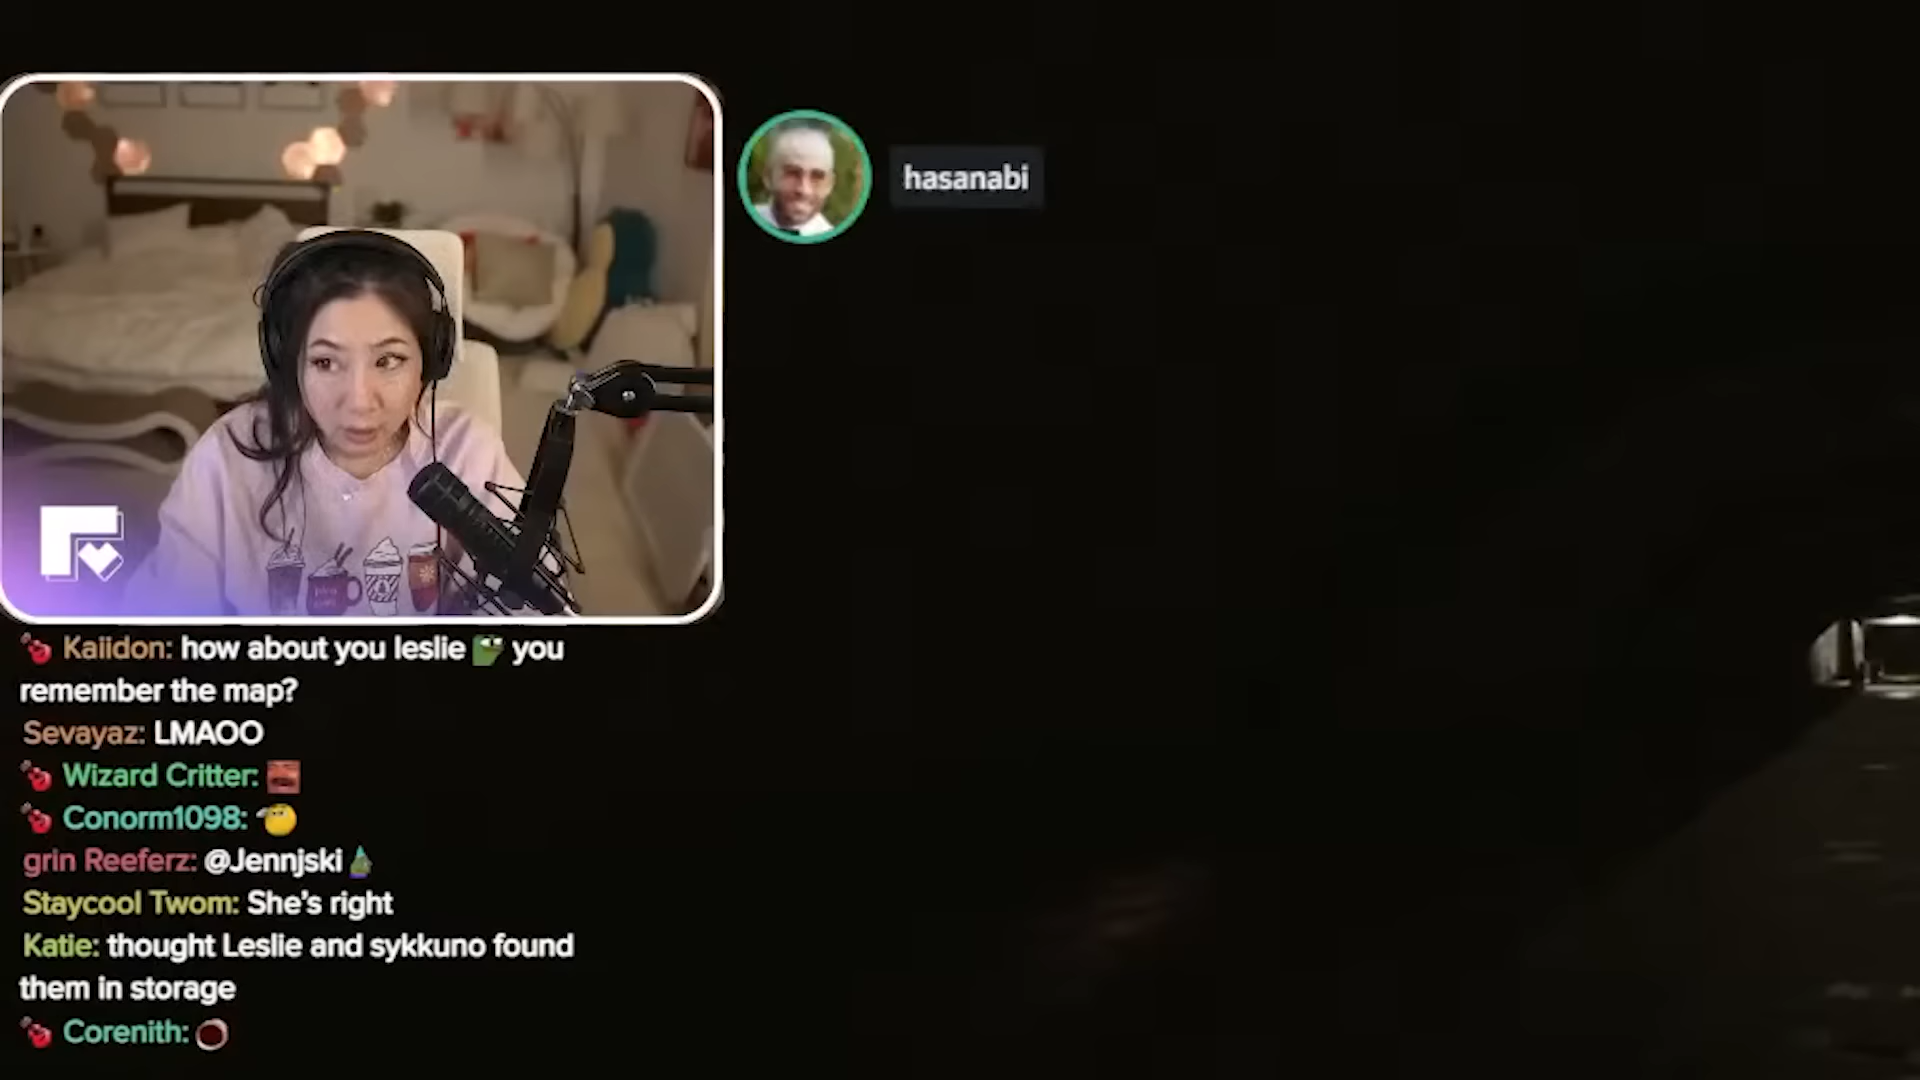 hasanabi
Kaiidon: how about you leslie you
remember the map?
Sevayaz: LMAOO
Wizard Critter:
Conorm1098:
grin Reeferz: @Jennjski
Staycool Twom: She's right
Katie: thought Leslie and sykkuno found
them in storage
Corenith: